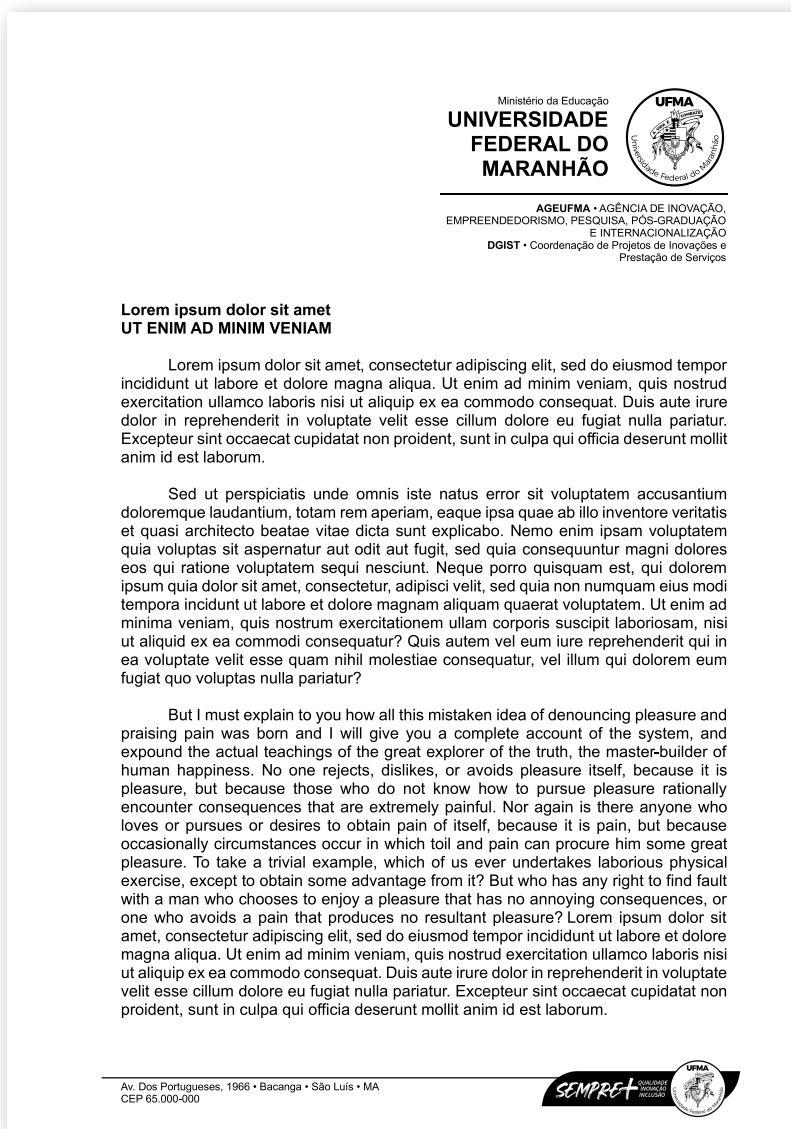 Ministério da Educação
UNIVERSIDADE
FEDERAL DO
MARANHÃO
UFMA
A VIDA É COMBATE
Universidade Federal do Maranhão
AGEUFMA • AGÊNCIA DE INOVAÇÃO,
EMPREENDEDORISMO, PESQUISA, PÓS-GRADUAÇÃO
E INTERNACIONALIZAÇÃO
DGIST • Coordenação de Projetos de Inovações e
Prestação de Serviços
Lorem ipsum dolor sit amet
UT ENIM AD MINIM VENIAM
Lorem ipsum dolor sit amet, consectetur adipiscing elit, sed do eiusmod tempor
incididunt ut labore et dolore magna aliqua. Ut enim ad minim veniam, quis nostrud
exercitation ullamco laboris nisi ut aliquip ex ea commodo consequat. Duis aute irure
dolor in reprehenderit in voluptate velit esse cillum dolore eu fugiat nulla pariatur.
Excepteur sint occaecat cupidatat non proident, sunt in culpa qui officia deserunt mollit
anim id est laborum.
Sed ut perspiciatis unde omnis iste natus error sit voluptatem accusantium
doloremque laudantium, totam rem aperiam, eaque ipsa quae ab illo inventore veritatis
et quasi architecto beatae vitae dicta sunt explicabo. Nemo enim ipsam voluptatem
quia voluptas sit aspernatur aut odit aut fugit, sed quia consequuntur magni dolores
eos qui ratione voluptatem sequi nesciunt. Neque porro quisquam est, qui dolorem
ipsum quia dolor sit amet, consectetur, adipisci velit, sed quia non numquam eius modi
tempora incidunt ut labore et dolore magnam aliquam quaerat voluptatem. Ut enim ad
minima veniam, quis nostrum exercitationem ullam corporis suscipit laboriosam, nisi
ut aliquid ex ea commodi consequatur? Quis autem vel eum iure reprehenderit qui in
ea voluptate velit esse quam nihil molestiae consequatur, vel illum qui dolorem eum
fugiat quo voluptas nulla pariatur?
But I must explain to you how all this mistaken idea of denouncing pleasure and
praising pain was born and I will give you a complete account of the system, and
expound the actual teachings of the great explorer of the truth, the master-builder of
human happiness. No one rejects, dislikes, or avoids pleasure itself, because it is
pleasure, but because those who do not know how to pursue pleasure rationally
encounter consequences that are extremely painful. Nor again is there anyone who
loves or pursues or desires to obtain pain of itself, because it is pain, but because
occasionally circumstances occur in which toil and pain can procure him some great
pleasure. To take a trivial example, which of us ever undertakes laborious physical
exercise, except to obtain some advantage from it? But who has any right to find fault
with a man who chooses to enjoy a pleasure that has no annoying consequences, or
one who avoids a pain that produces no resultant pleasure? Lorem ipsum dolor sit
amet, consectetur adipiscing elit, sed do eiusmod tempor incididunt ut labore et dolore
magna aliqua. Ut enim ad minim veniam, quis nostrud exercitation ullamco laboris nisi
ut aliquip ex ea commodo consequat. Duis aute irure dolor in reprehenderit in voluptate
velit esse cillum dolore eu fugiat nulla pariatur. Excepteur sint occaecat cupidatat non
proident, sunt in culpa qui officia deserunt mollit anim id est laborum.
Av. Dos Portugueses, 1966 • Bacanga • São Luís • MA
CEP 65.000-000
SEMPRE+
QUALIDADE
INOVAÇÃO
INCLUSÃO
UFMA
Universidade Federal do Maranhão